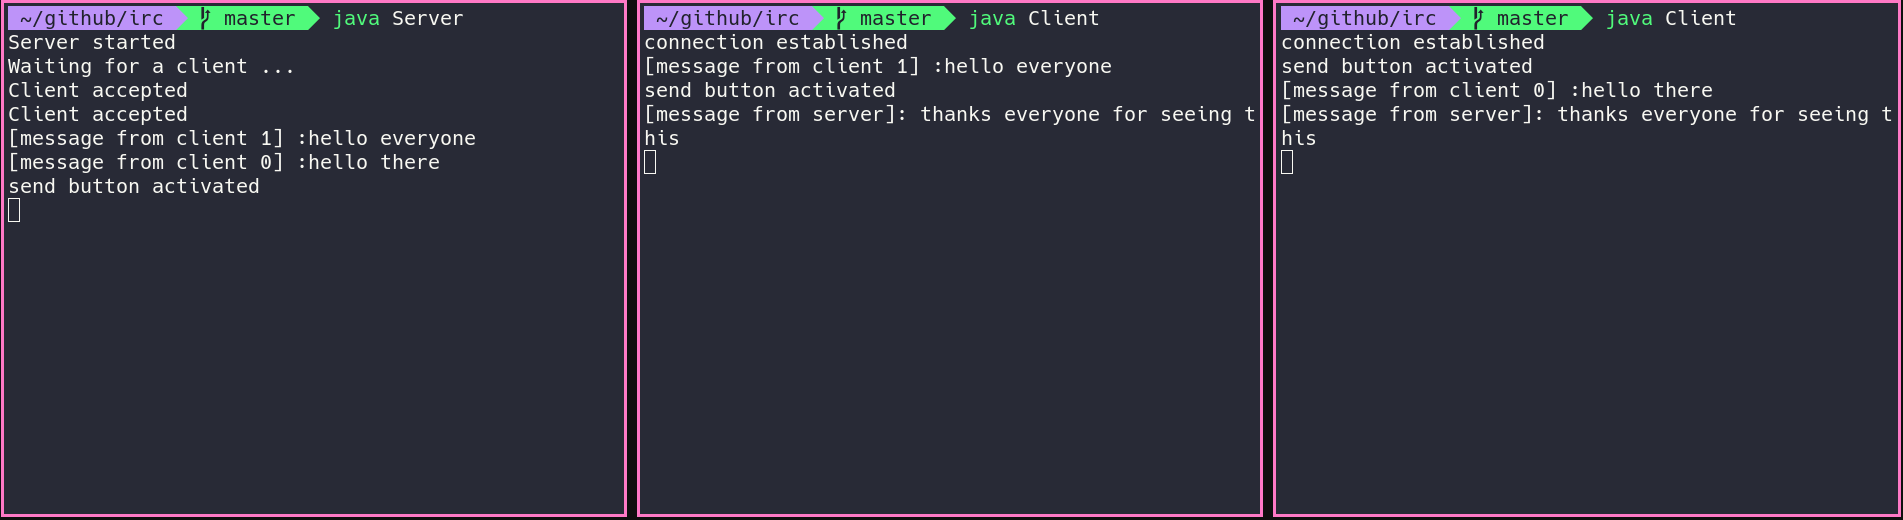 ~/github/irc master java Server
Server started
Waiting for a client ...
Client accepted
Client accepted
[message from client 1] :hello everyone
[message from client 0] :hello there
send button activated
~/github/irc master java Client
connection established
[message from client 1] :hello everyone
send button activated
[message from server]: thanks everyone for seeing t
his
~/github/irc master java Client
connection established
send button activated
[message from client 0] :hello there
[message from server]: thanks everyone for seeing t
his